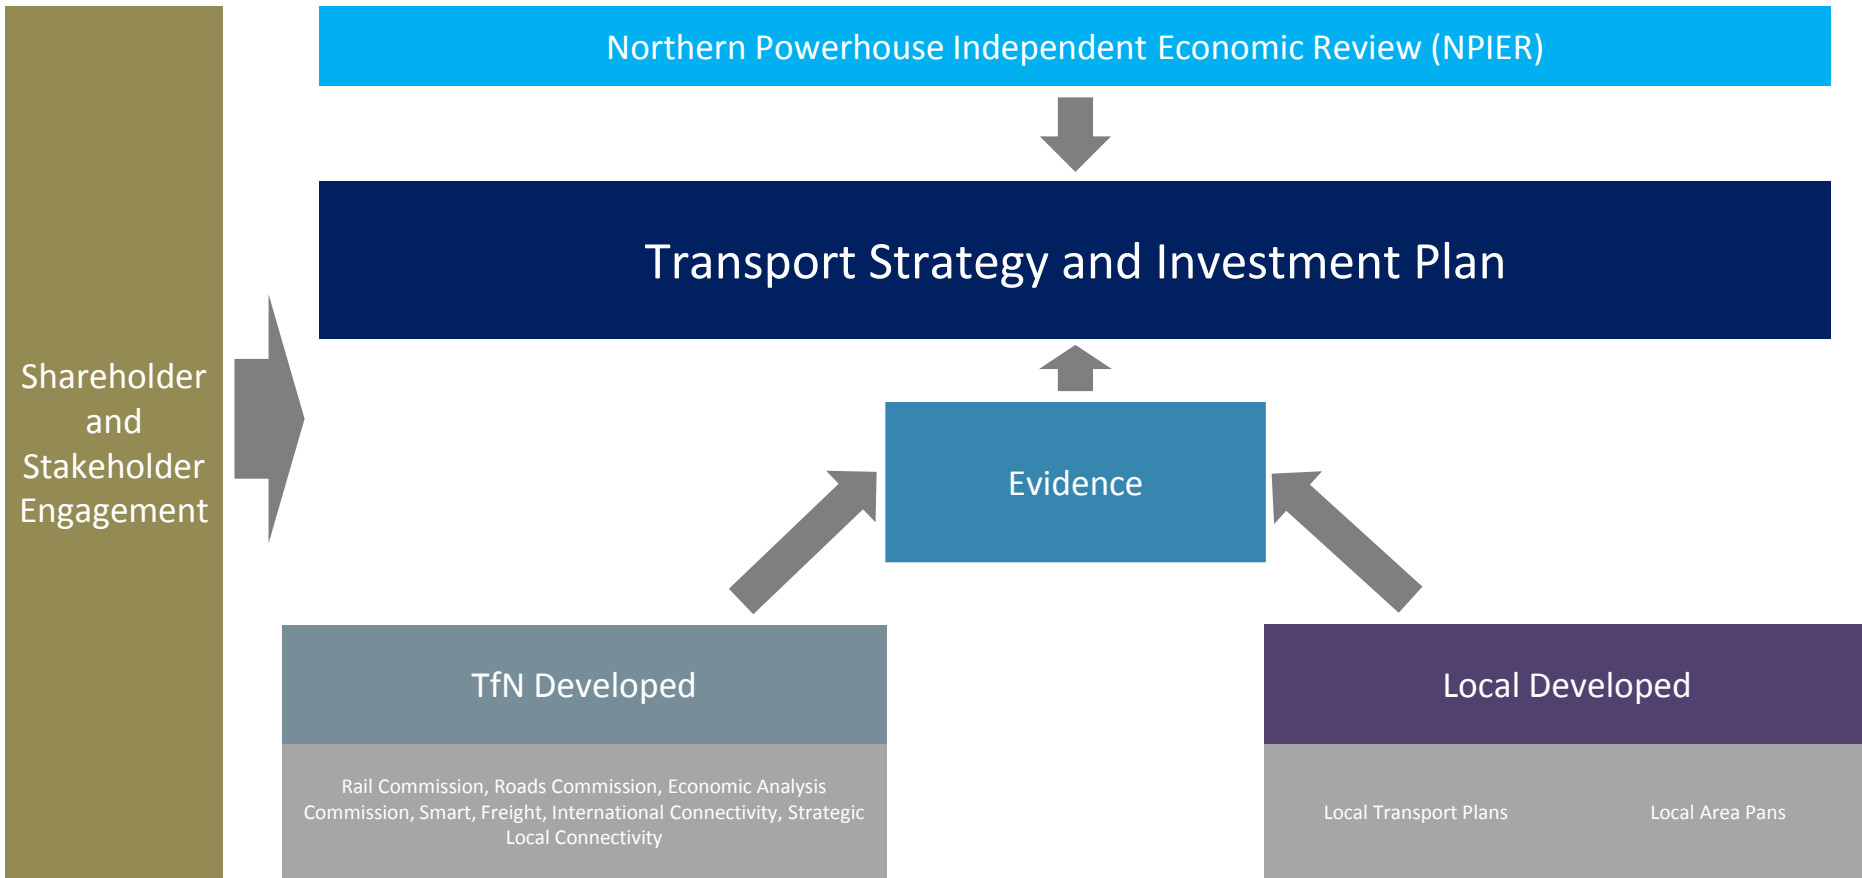 Northern Powerhouse Independent Economic Review (NPIER)
Transport Strategy and Investment Plan
Shareholder
and
Stakeholder
Engagement
Evidence
TfN Developed
Rail Commission, Roads Commission, Economic Analysis
Commission, Smart, Freight, International Connectivity, Strategic
Local Connectivity
Local Developed
Local Transport Plans
Local Area Pans